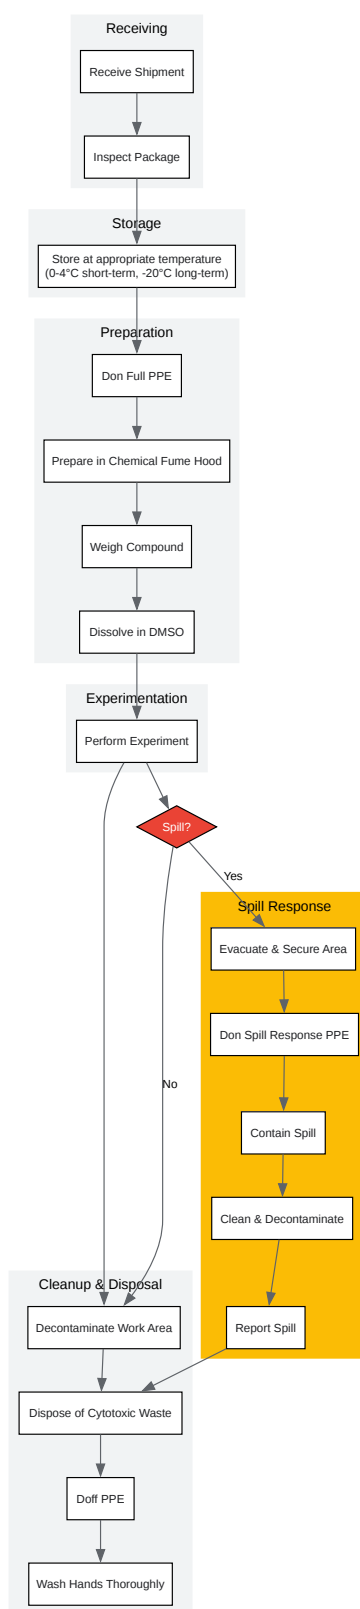 Receiving
Receive Shipment
Inspect Package
Storage
Store at appropriate temperature
(0-4°C short-term, -20°C long-term)
Preparation
Don Full PPE
Prepare in Chemical Fume Hood
Weigh Compound
Dissolve in DMSO
Experimentation
Perform Experiment
Spill?
Yes
Spill Response
Evacuate & Secure Area
Don Spill Response PPE
No
Contain Spill
Clean & Decontaminate
Report Spill
Cleanup & Disposal
Decontaminate Work Area
Dispose of Cytotoxic Waste
Doff PPE
Wash Hands Thoroughly